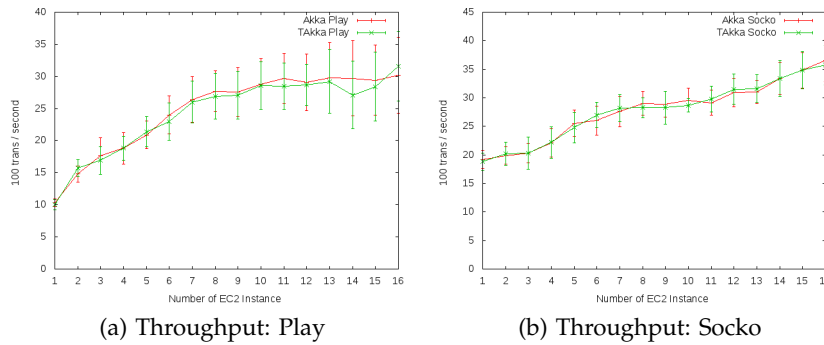 40
35
30
25
20
15
10
5
0
100 trans / second
Akka Play
TAkka Play
1 2 3 4 5 6 7 8 9 10 11 12 13 14 15 16
Number of EC2 Instance
(a) Throughput: Play
45
40
35
30
25
20
15
10
5
0
100 trans / second
Akka Socko
TAkka Socko
1 2 3 4 5 6 7 8 9 10 11 12 13 14 15 1
Number of EC2 Instance
(b) Throughput: Socko